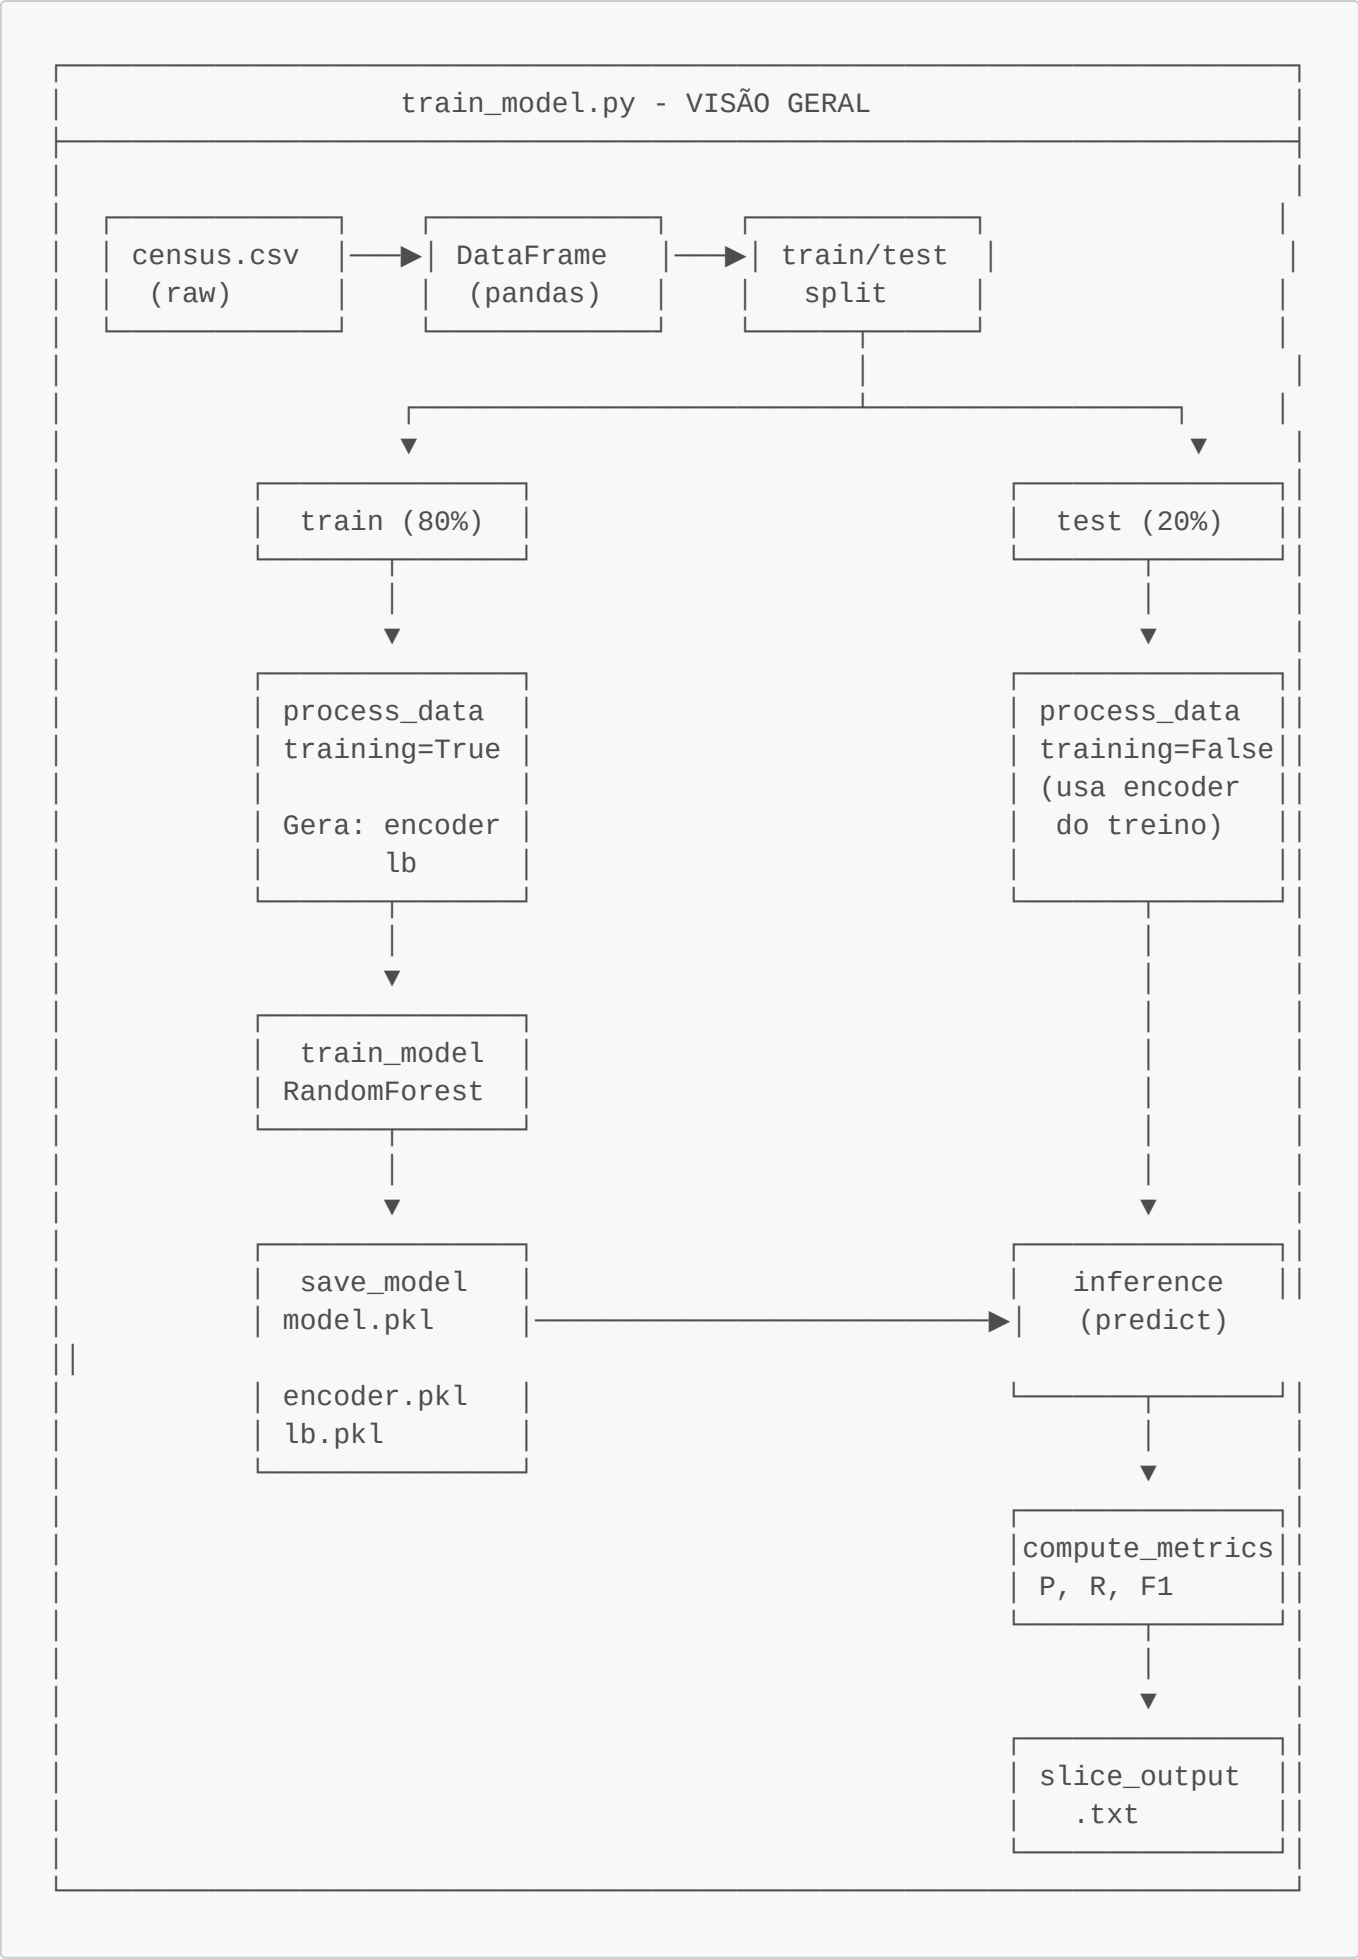 train_model.py - VISÃO GERAL
census.csv
(raw)
DataFrame
(pandas)
train/test
split
train (80%)
test (20%)
process_data
training=True
Gera: encoder
lb
process_data
training=False
(usa encoder
do treino)
train_model
RandomForest
save_model
model.pkl
encoder.pkl
lb.pkl
inference
(predict)
compute_metrics
P, R, F1
slice_output
.txt